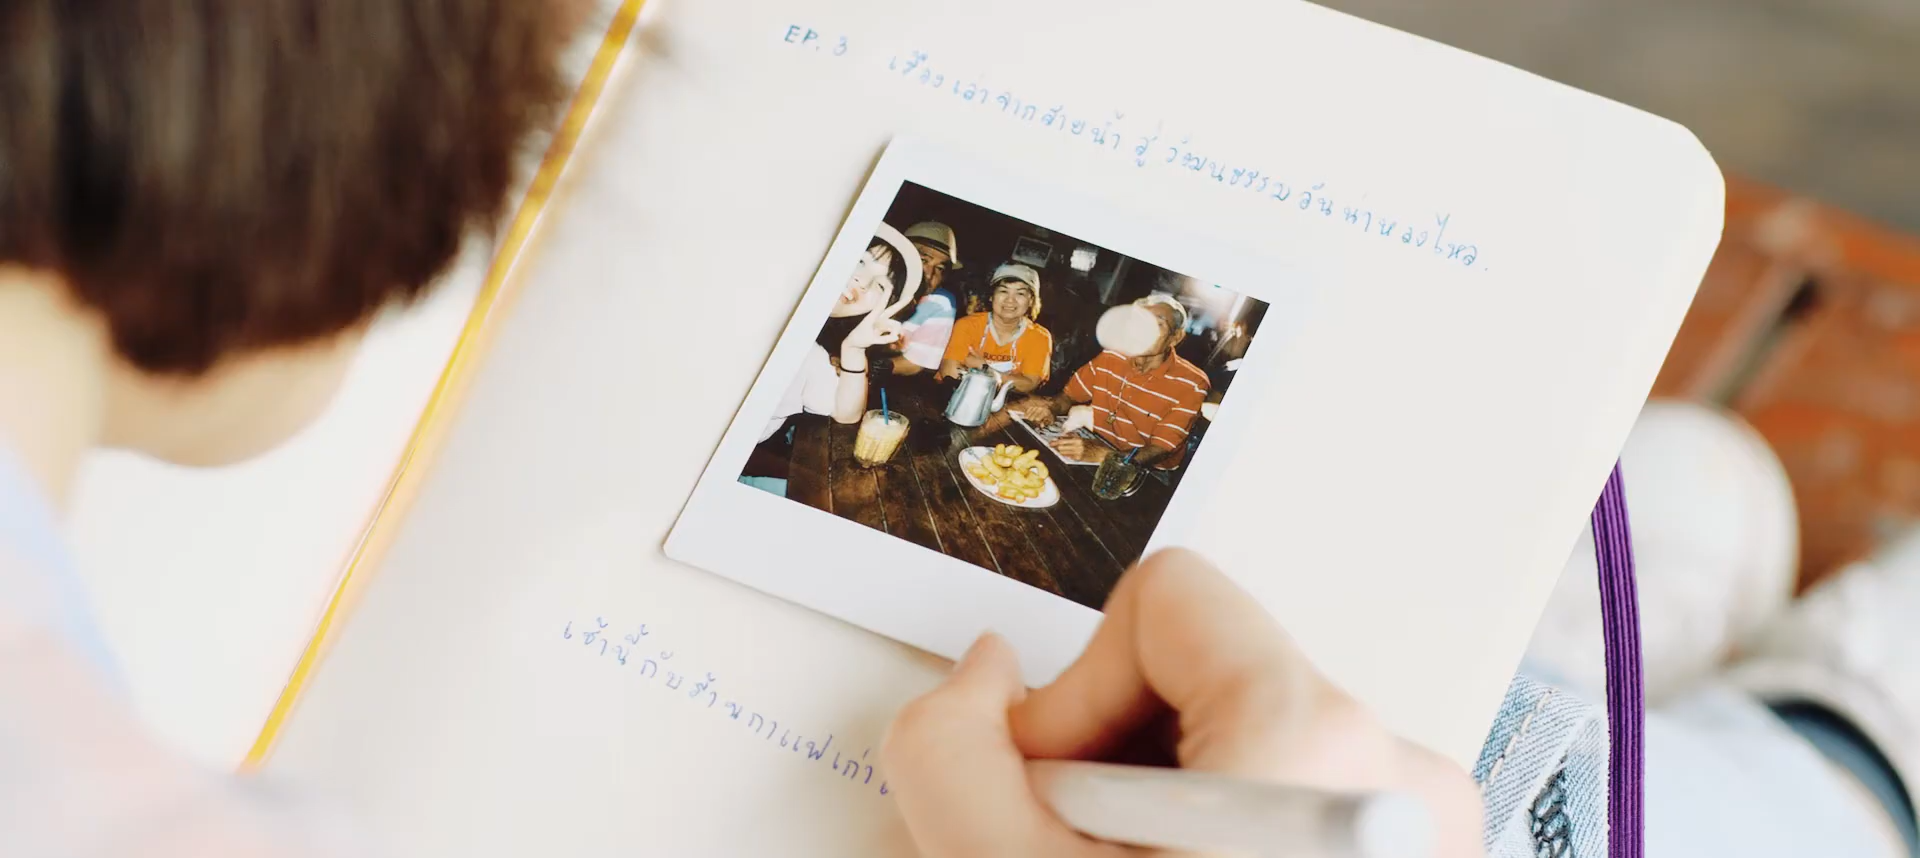 EP. 3 เรื่องเล่าจากสายน้ำ สู่ วัฒนธรรมอันน่าหลงไหล.
SUCCESS
เช้านี้กับร้านกาแฟเก่า